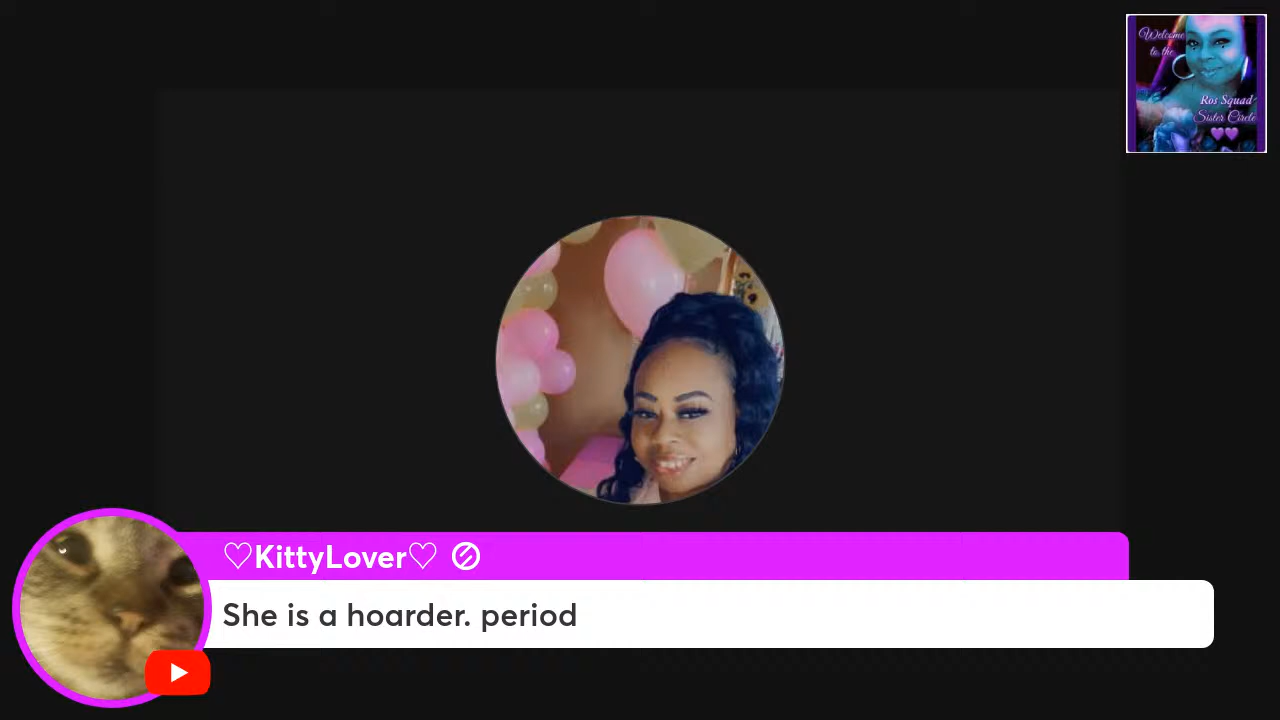 Welcome
to the
Ros Squad
Sister Circle
♡KittyLover♡
She is a hoarder. period